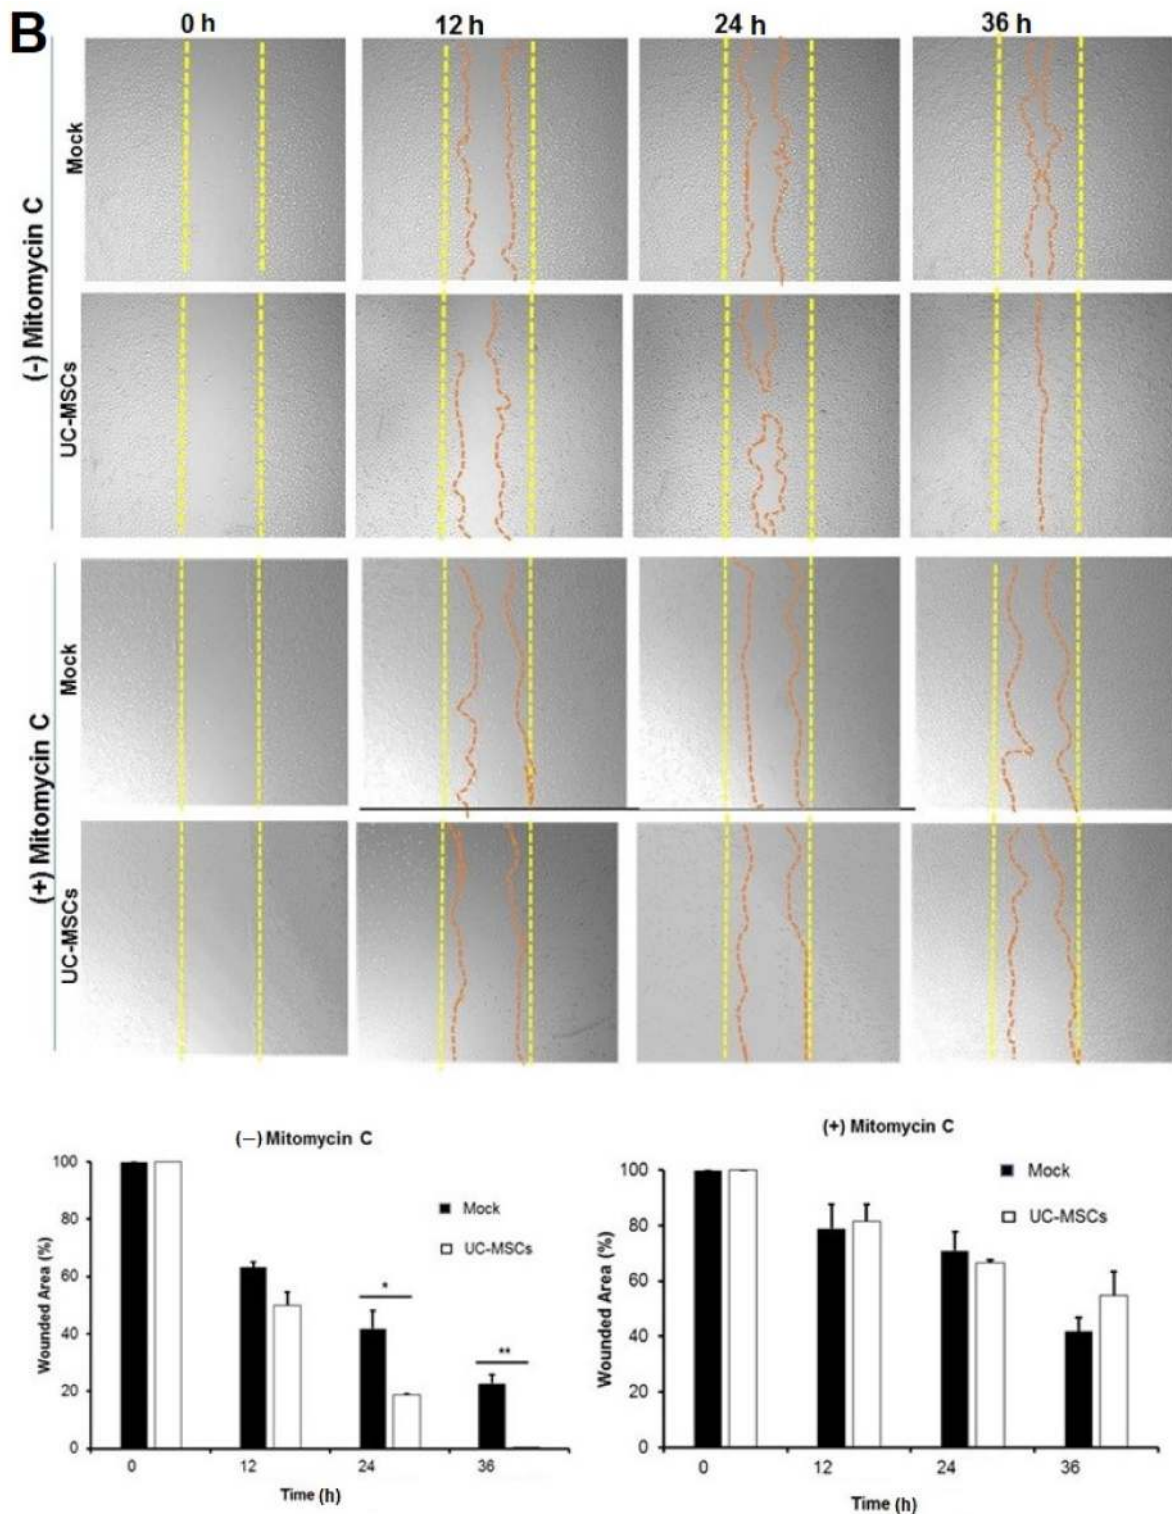 B
0 h
12 h
24 h
36 h
(-) Mitomycin C
Mock
UC-MSCs
(+) Mitomycin C
Mock
UC-MSCs
(—) Mitomycin C
Wounded Area (%)
100
80
60
40
20
0
Mock
UC-MSCs
*
**
0
12
24
36
Time (h)
(+) Mitomycin C
Wounded Area (%)
100
80
60
40
20
0
Mock
UC-MSCs
0
12
24
36
Time (h)